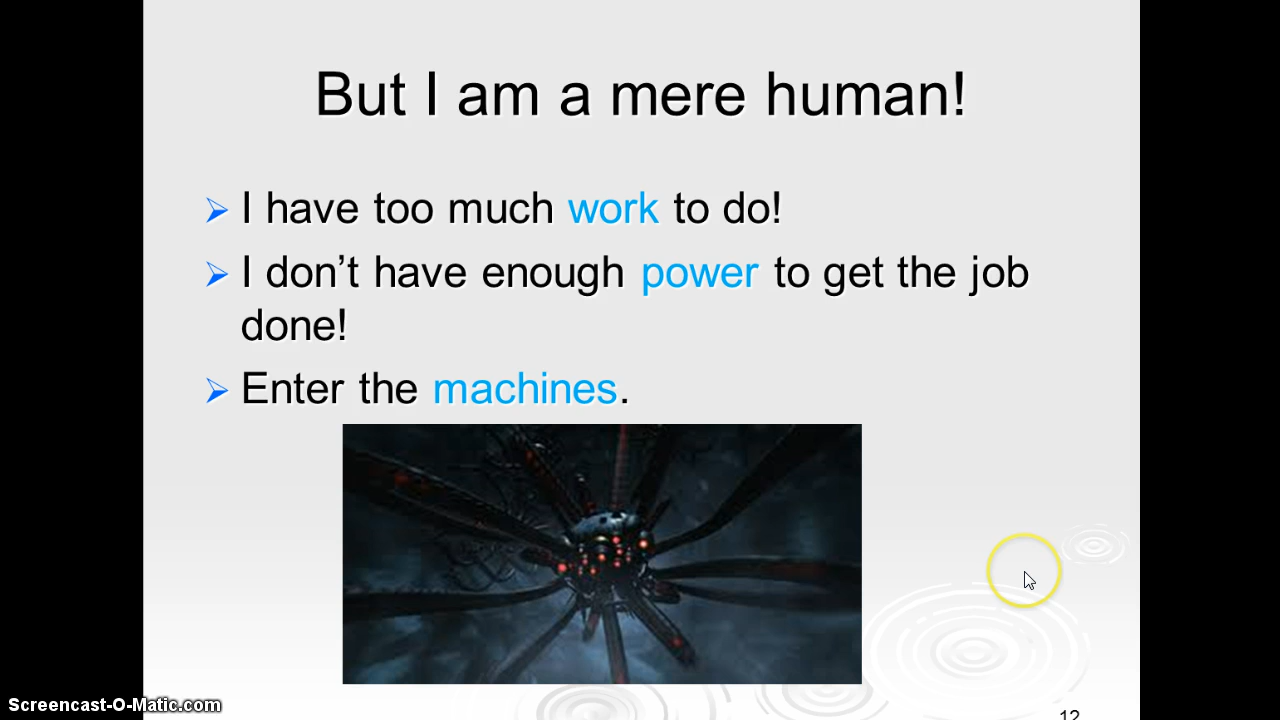 But I am a mere human!
I have too much work to do!
I don’t have enough power to get the job
done!
Enter the machines.
12
Screencast-O-Matic.com